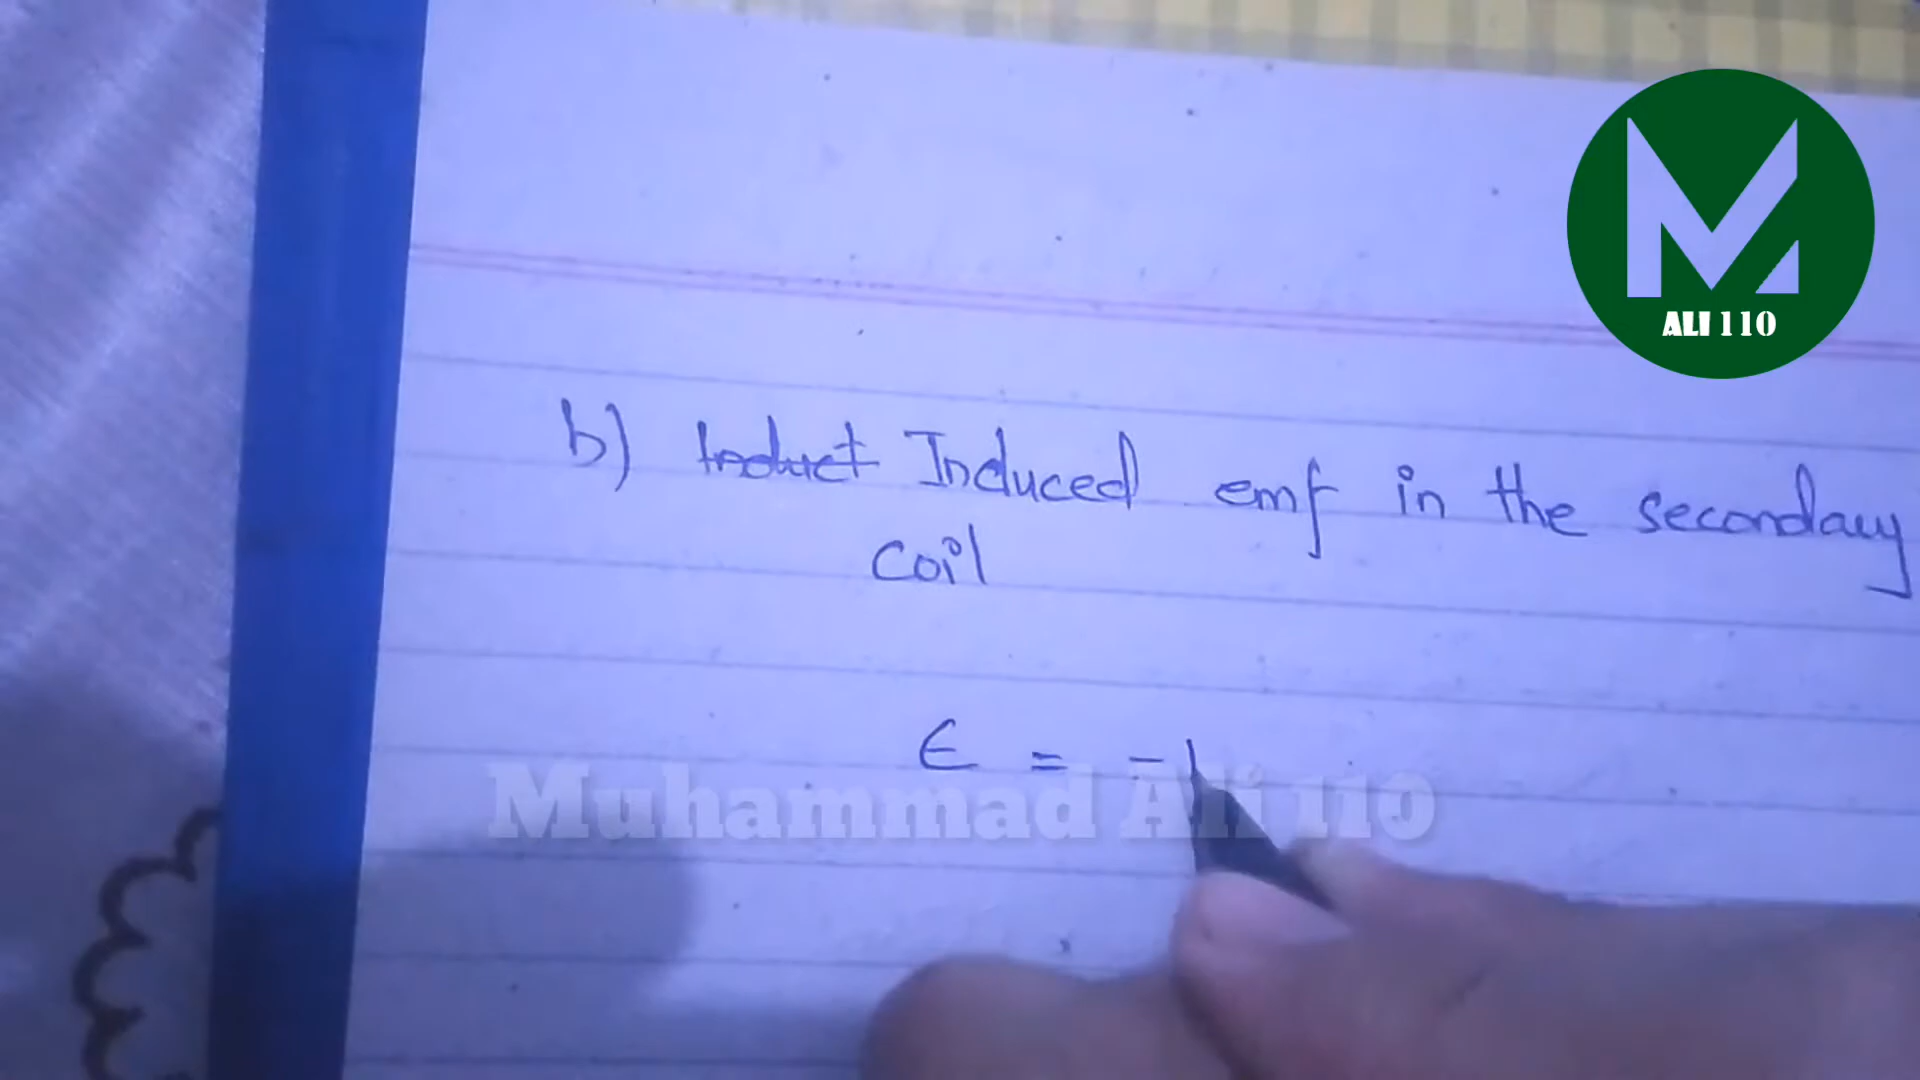 ALI 110
b) Induct Induced emf in the secondary
coil
ε = -
Muhammad Ali 110